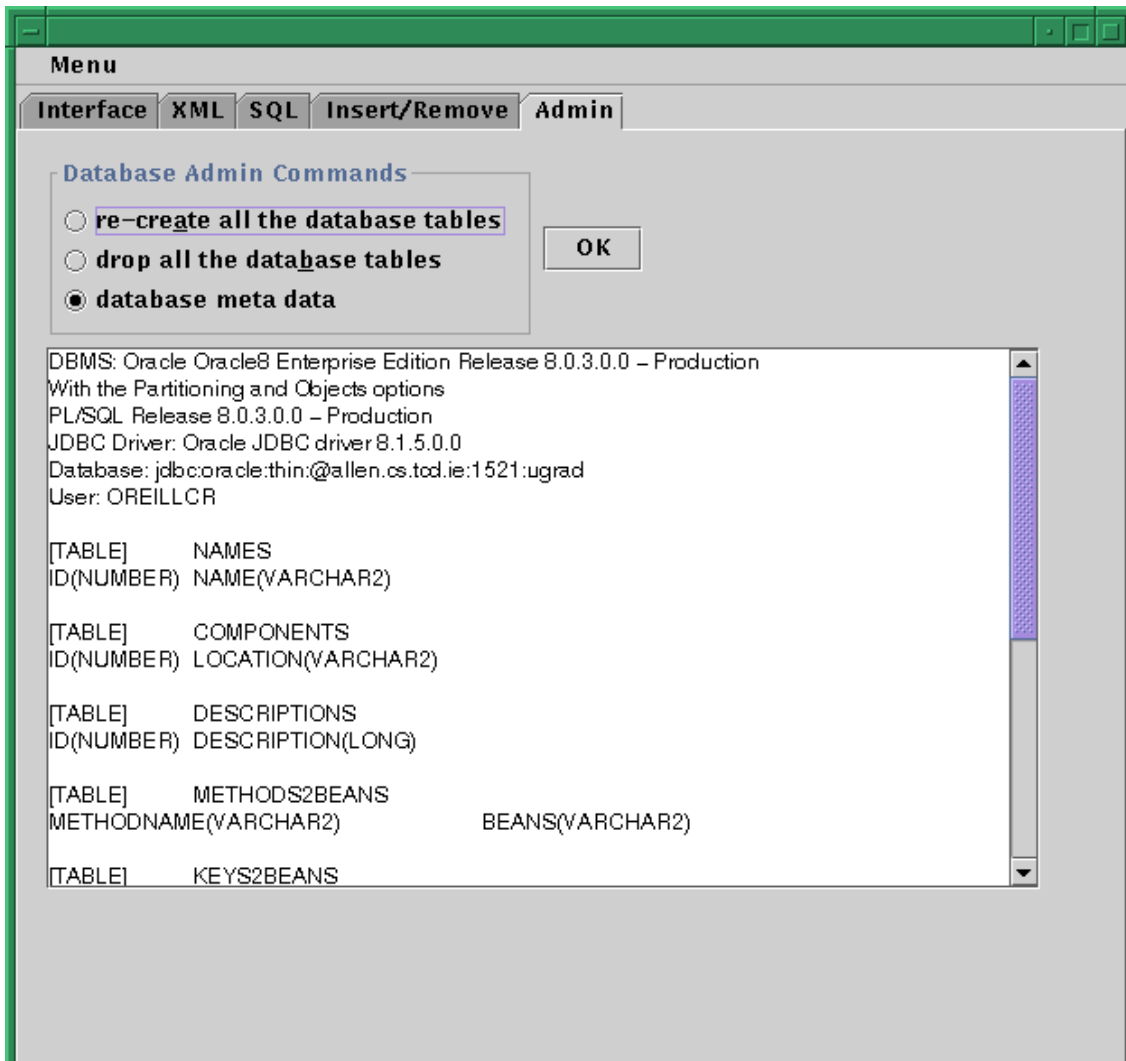 Menu
Interface XML SQL Insert/Remove Admin
Database Admin Commands
re-create all the database tables
drop all the database tables
database meta data
OK
DBMS: Oracle Oracle8 Enterprise Edition Release 8.0.3.0.0 – Production
With the Partitioning and Objects options
PL/SQL Release 8.0.3.0.0 – Production
JDBC Driver: Oracle JDBC driver 8.1.5.0.0
Database: jdbc:oracle:thin:@allen.cs.tcd.ie:1521:ugrad
User: OREILLCR
[TABLE] NAMES
ID(NUMBER) NAME(VARCHAR2)
[TABLE] COMPONENTS
ID(NUMBER) LOCATION(VARCHAR2)
[TABLE] DESCRIPTIONS
ID(NUMBER) DESCRIPTION(LONG)
[TABLE] METHODS2BEANS
METHODNAME(VARCHAR2) BEANS(VARCHAR2)
[TABLE] KEYS2BEANS